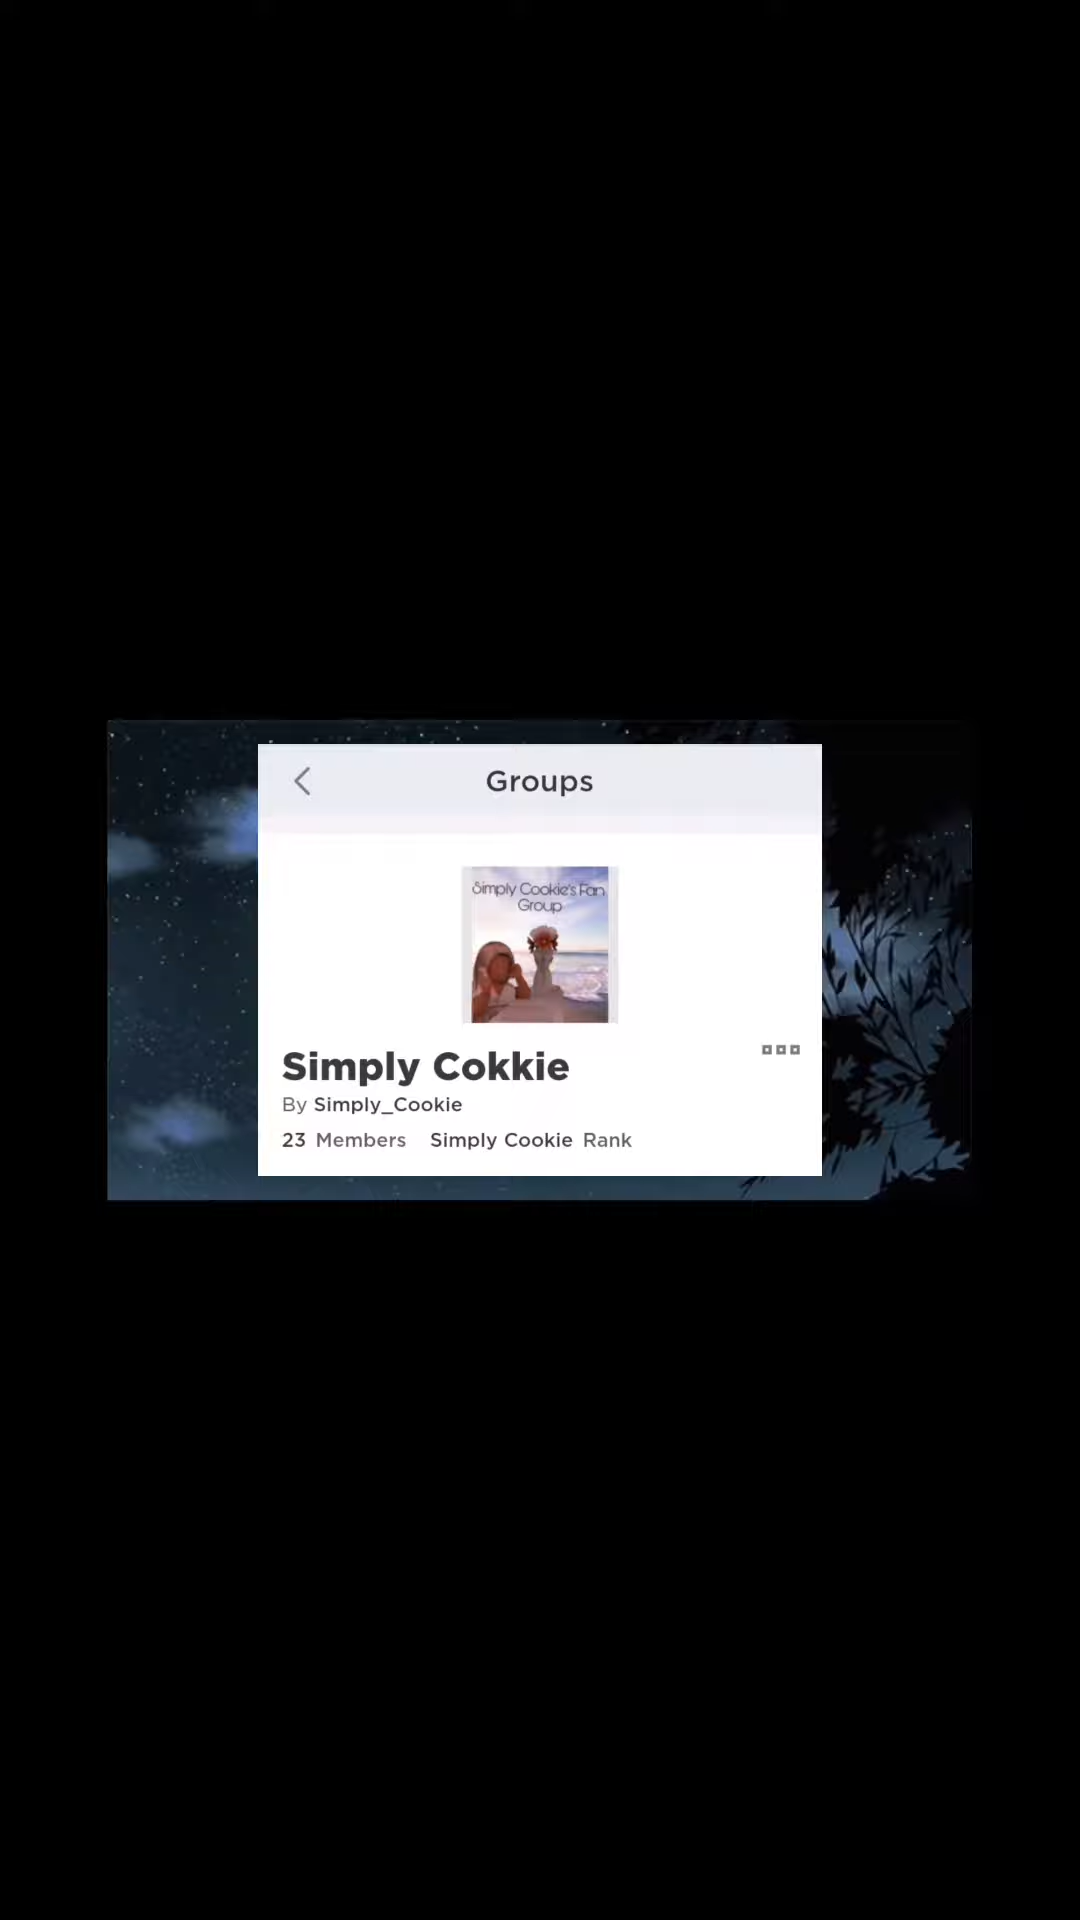 Groups
Simply Cookie's Fan
Group
Simply Cokkie
By Simply_Cookie
23 Members Simply Cookie Rank